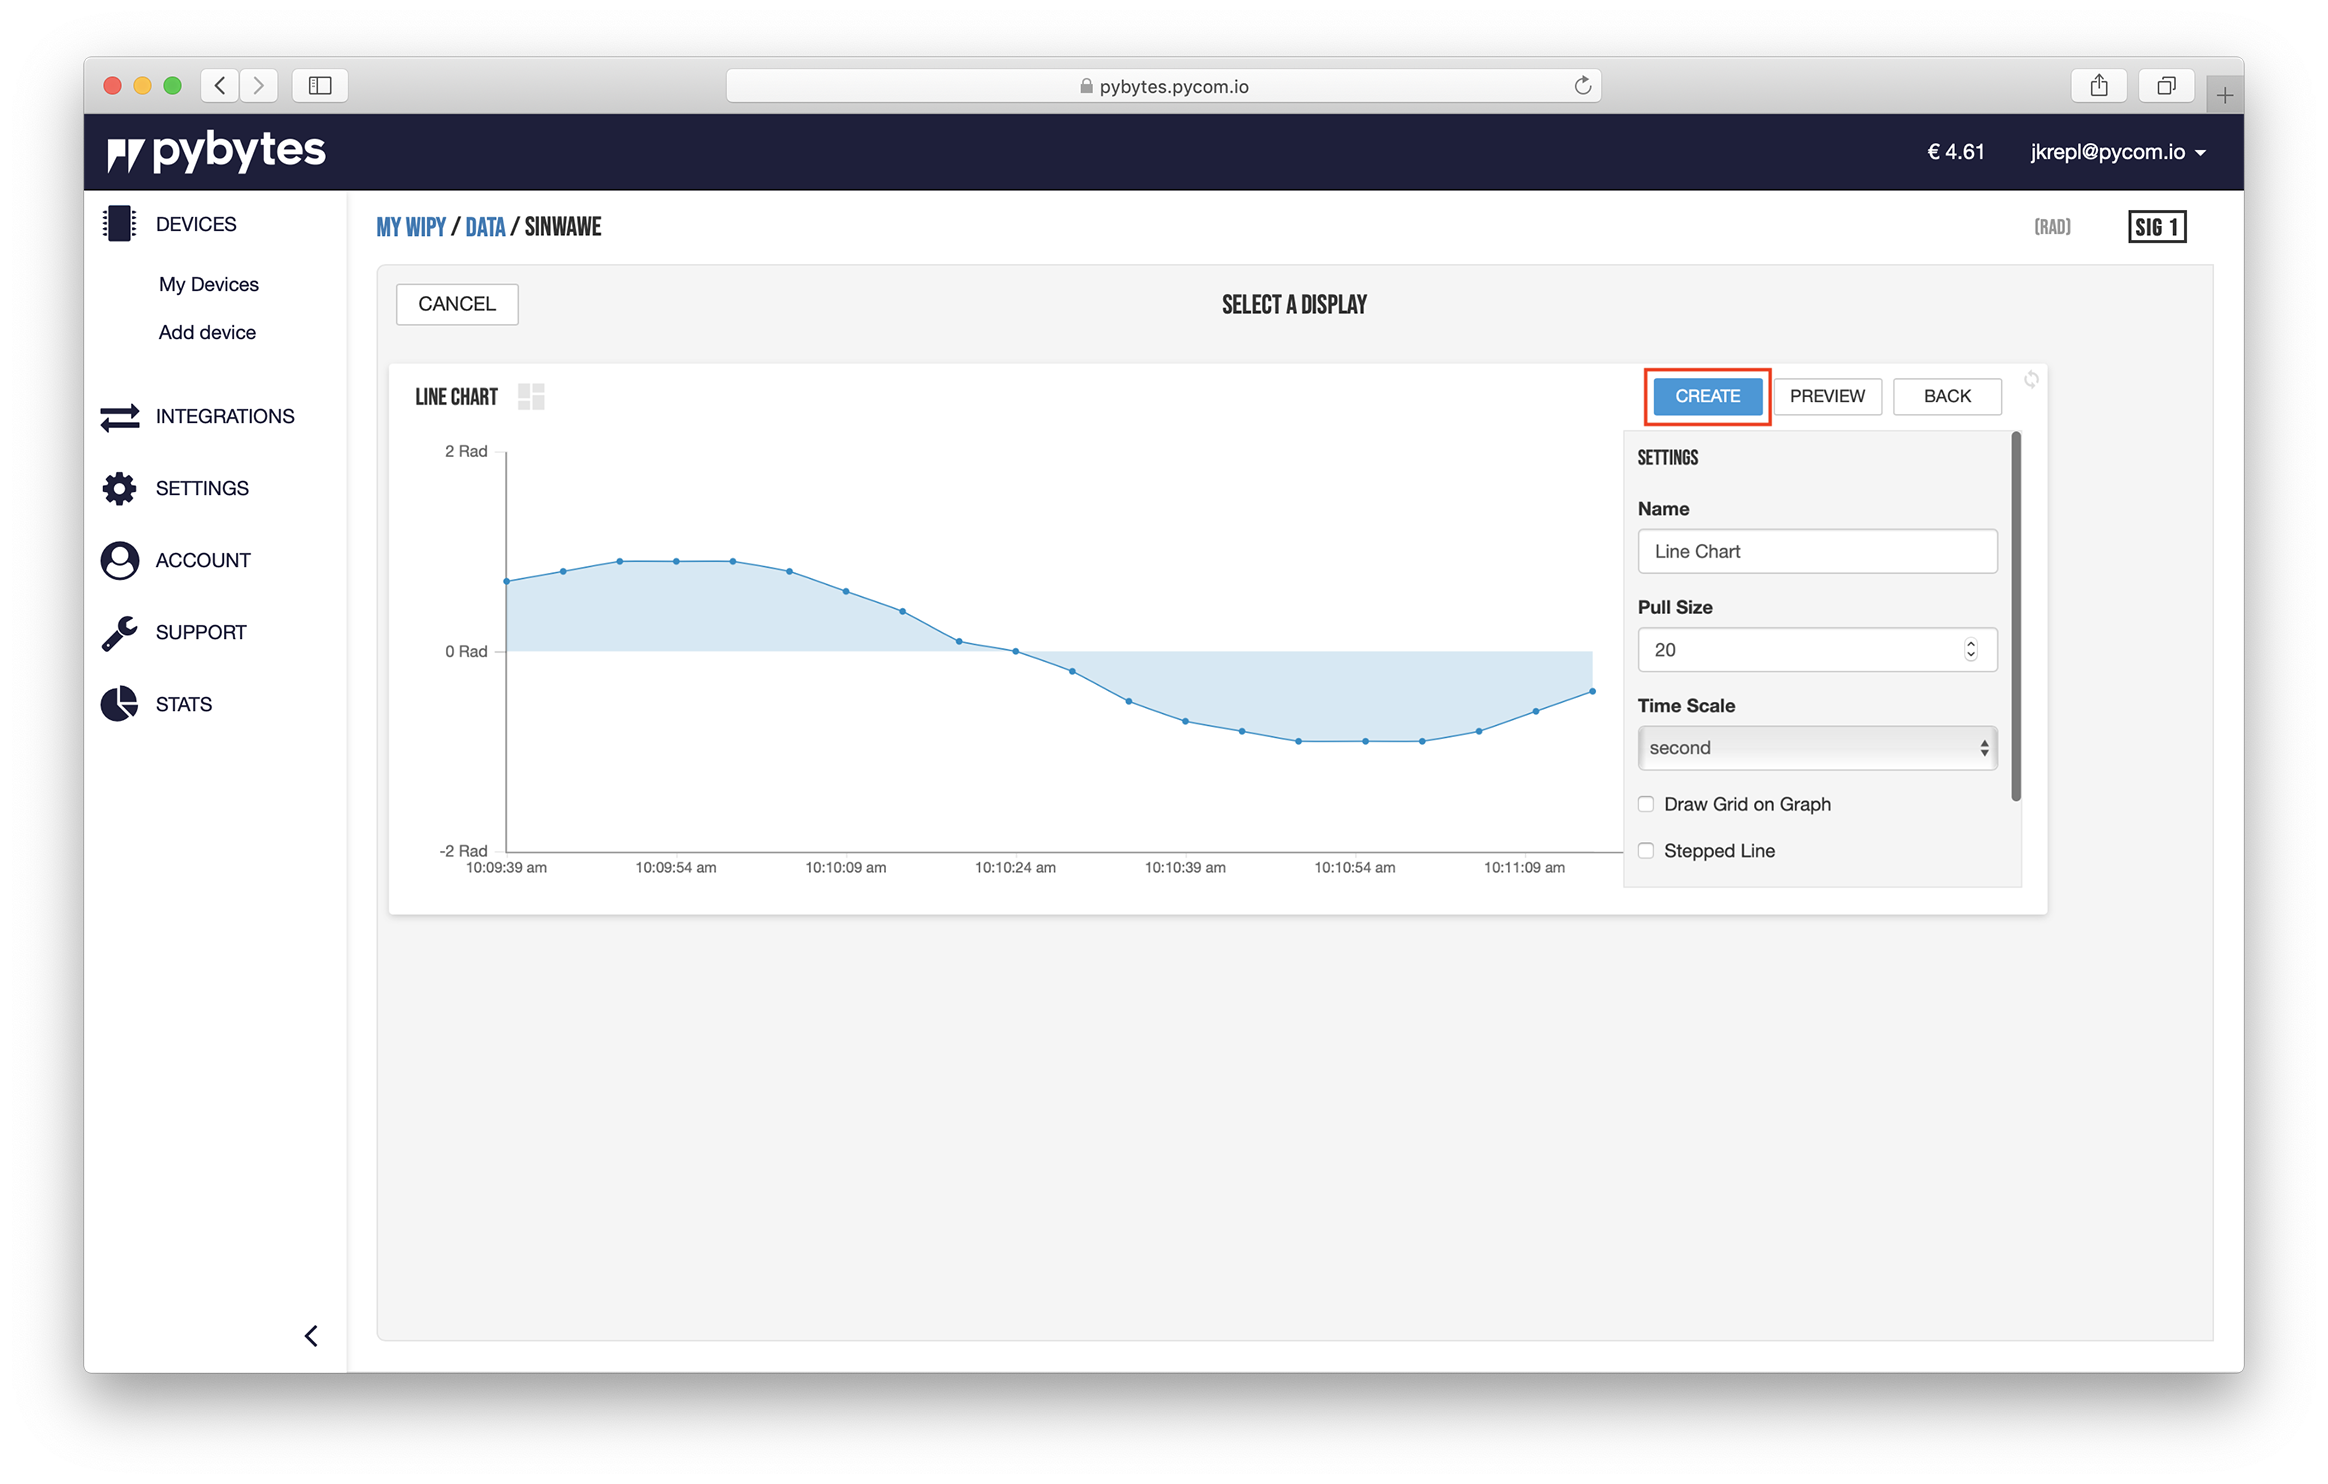 pybytes.pycom.io
pybytes
€ 4.61
jkrepl@pycom.io
DEVICES
My Devices
Add device
INTEGRATIONS
SETTINGS
ACCOUNT
SUPPORT
STATS
MY WIPY / DATA / SINWAWE
(RAD)
SIG 1
CANCEL
SELECT A DISPLAY
LINE CHART
CREATE
PREVIEW
BACK
2 Rad
0 Rad
-2 Rad
10:09:39 am
10:09:54 am
10:10:09 am
10:10:24 am
10:10:39 am
10:10:54 am
10:11:09 am
SETTINGS
Name
Line Chart
Pull Size
20
Time Scale
second
Draw Grid on Graph
Stepped Line